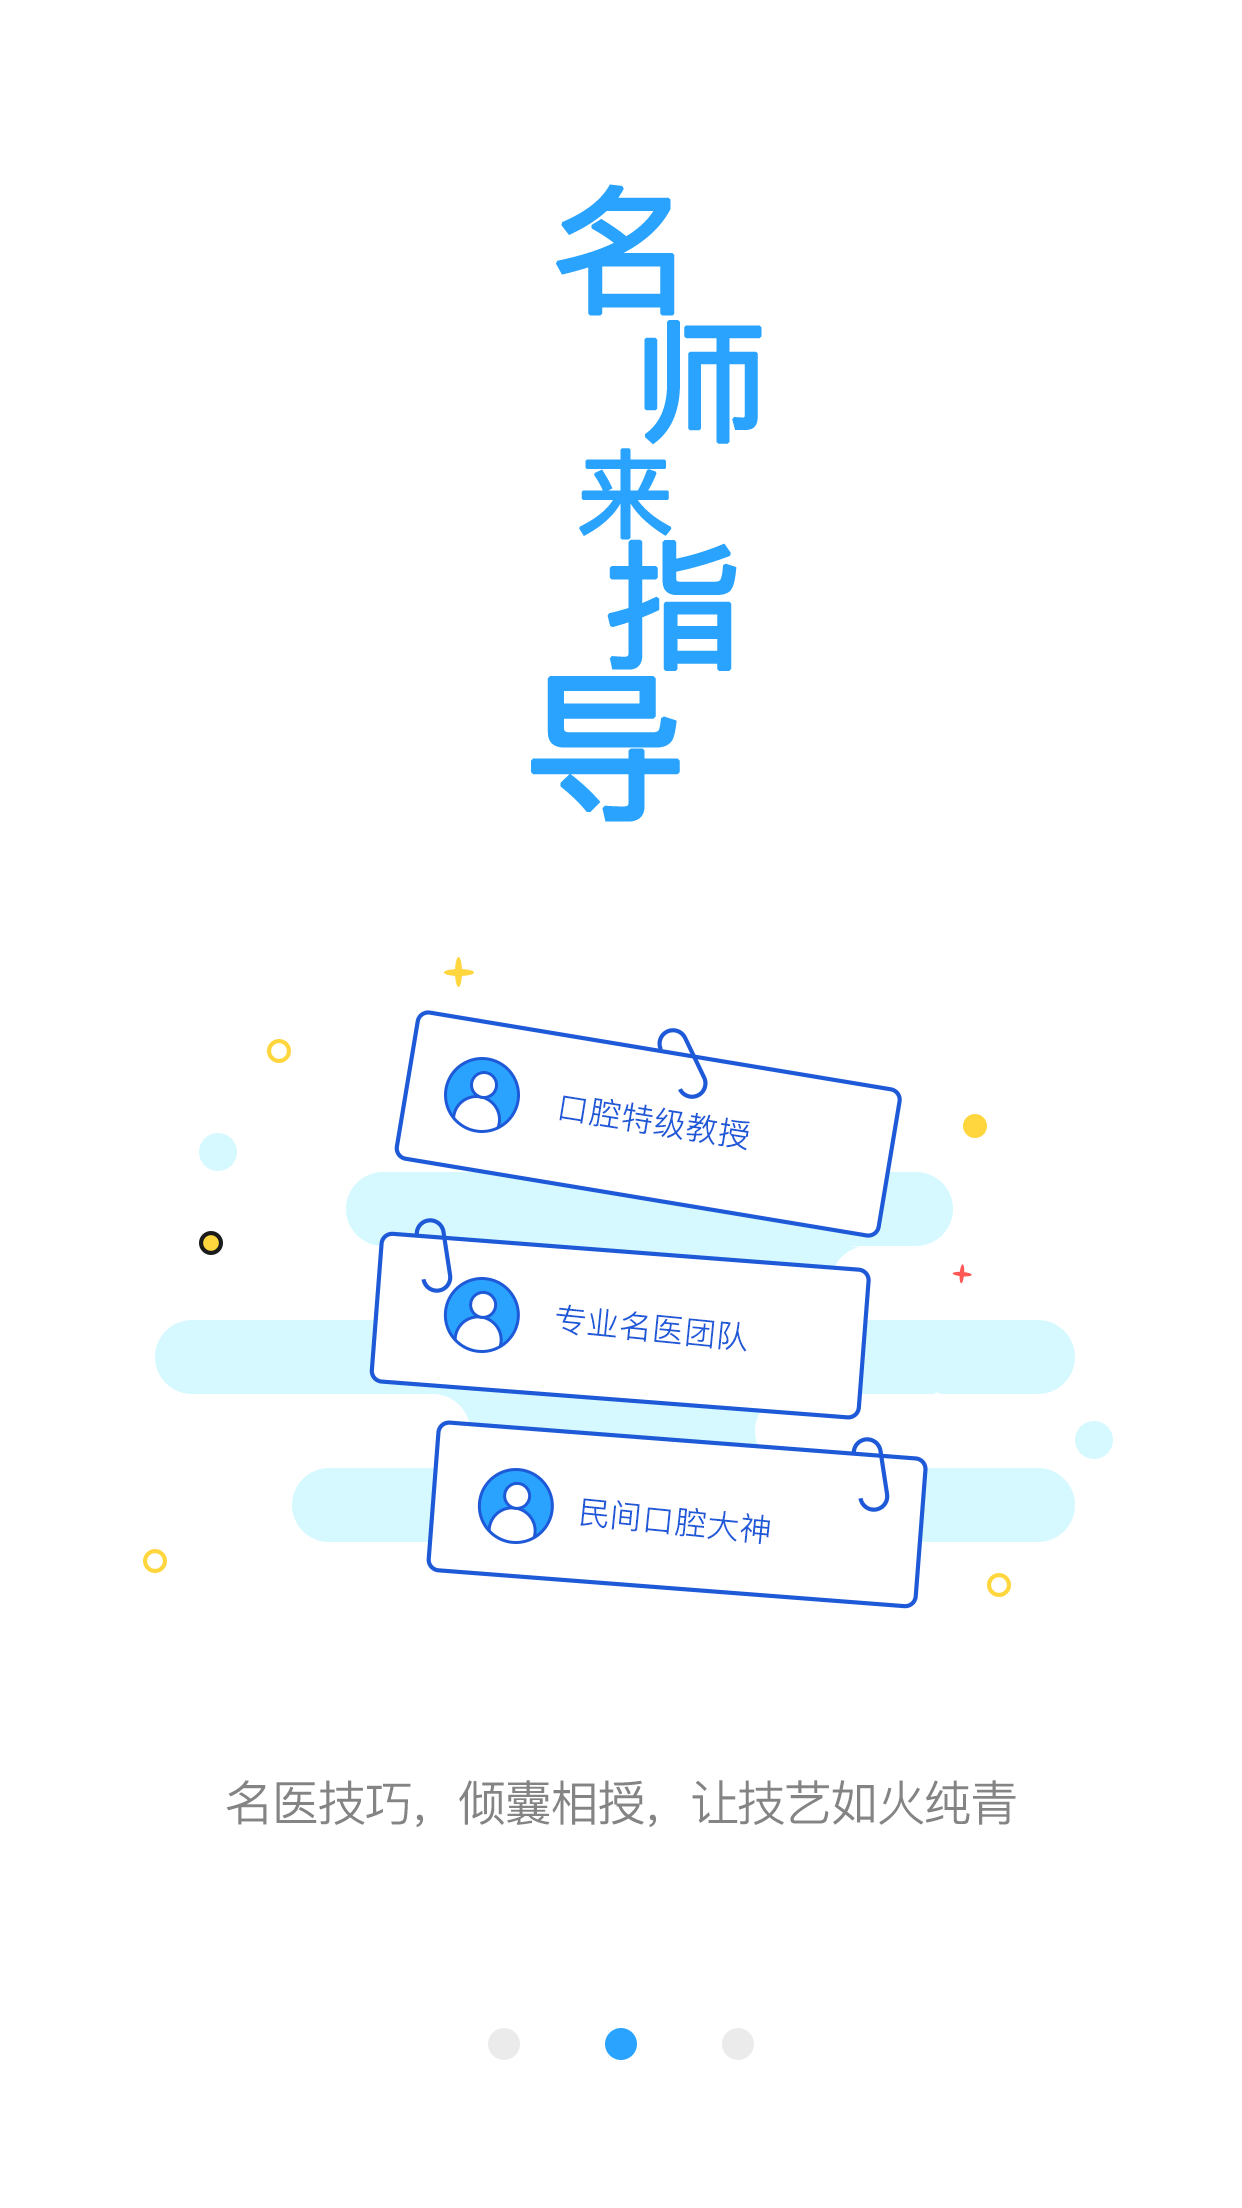 名师来指导
口腔特级教授
专业名医团队
民间口腔大神
名医技巧，倾囊相授，让技艺如火纯青